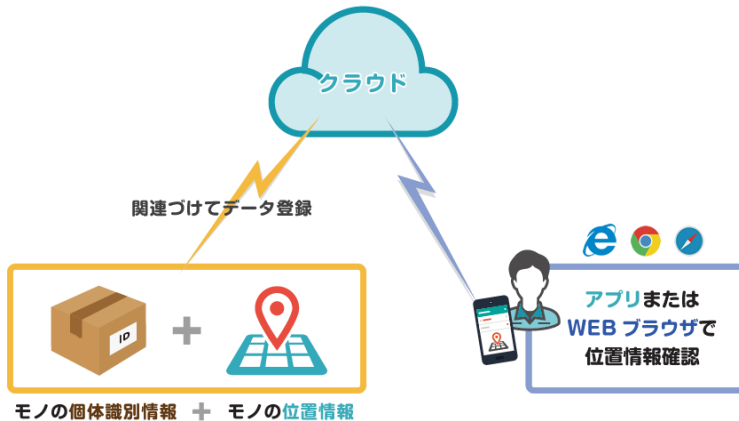 クラウド
関連づけてデータ登録
ID
アプリまたは
WEB ブラウザで
位置情報確認
モノの個体識別情報 + モノの位置情報